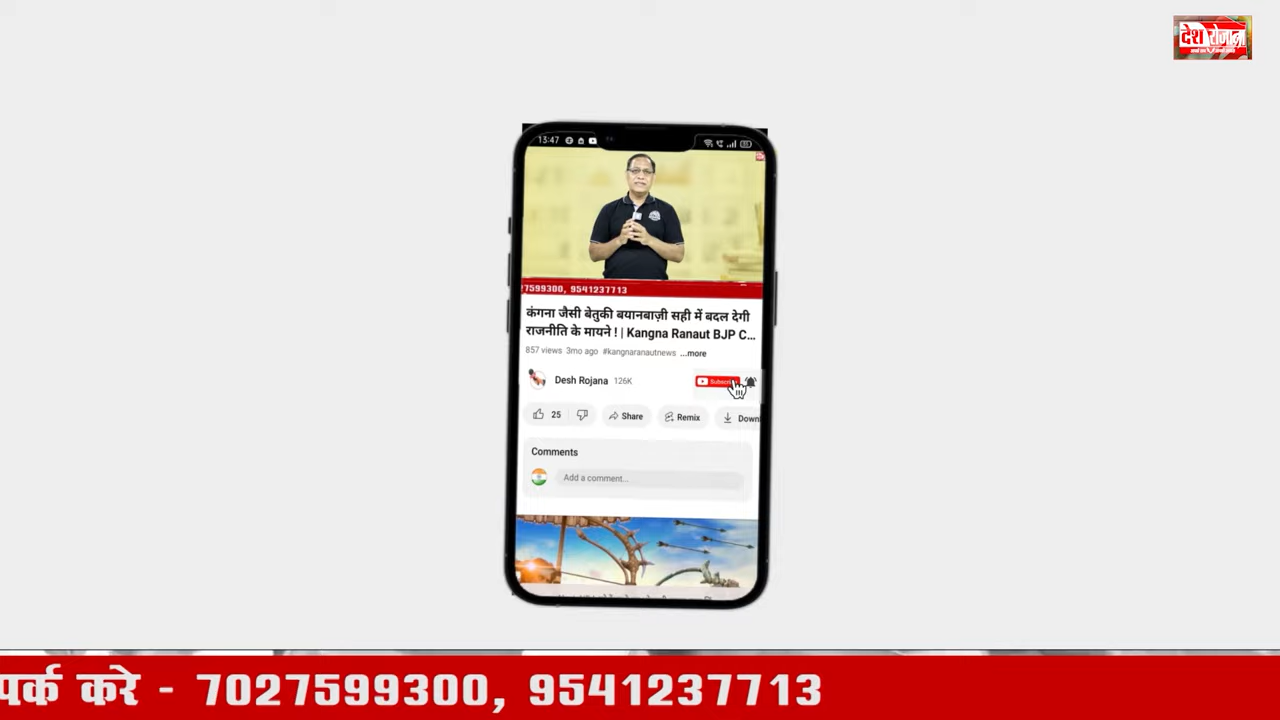 देश रोजाना
13:47
7599300, 9541237713
कंगना जैसी बेतुकी बयानबाज़ी सही में बदल देगी
राजनीति के मायने ! | Kangna Ranaut BJP C...
857 views 3mo ago #kangnaranautnews ...more
Desh Rojana 126K
25 Share Remix Down
Comments
Add a comment...
पर्क करे - 7027599300, 9541237713